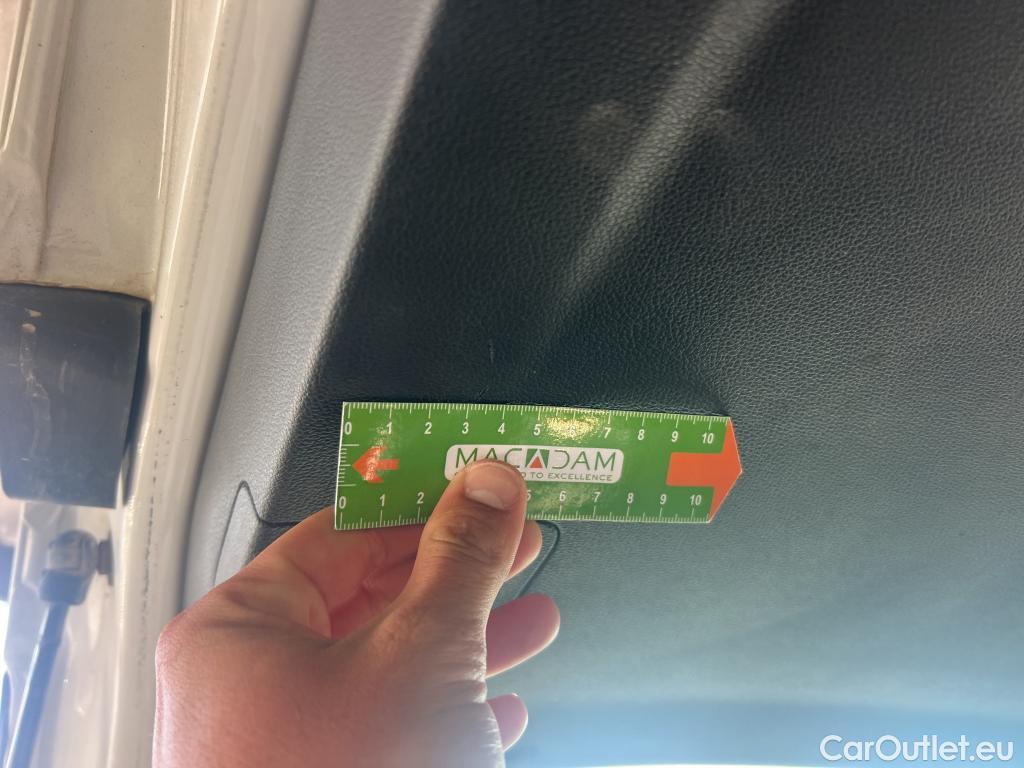 0 1 2 3 4 5 6 7 8 9 10
MACADAM
TO EXCELLENCE
0 1 2 5 6 7 8 9 10
CarOutlet.eu